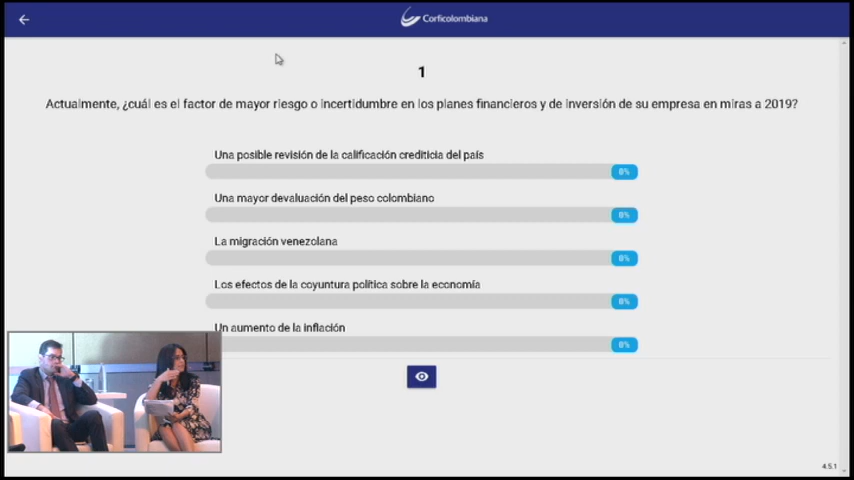 Corficolombiana
1
Actualmente, ¿cuál es el factor de mayor riesgo o incertidumbre en los planes financieros y de inversión de su empresa en miras a 2019?
Una posible revisión de la calificación crediticia del país
0%
Una mayor devaluación del peso colombiano
0%
La migración venezolana
0%
Los efectos de la coyuntura política sobre la economía
0%
Un aumento de la inflación
0%
4.5.1